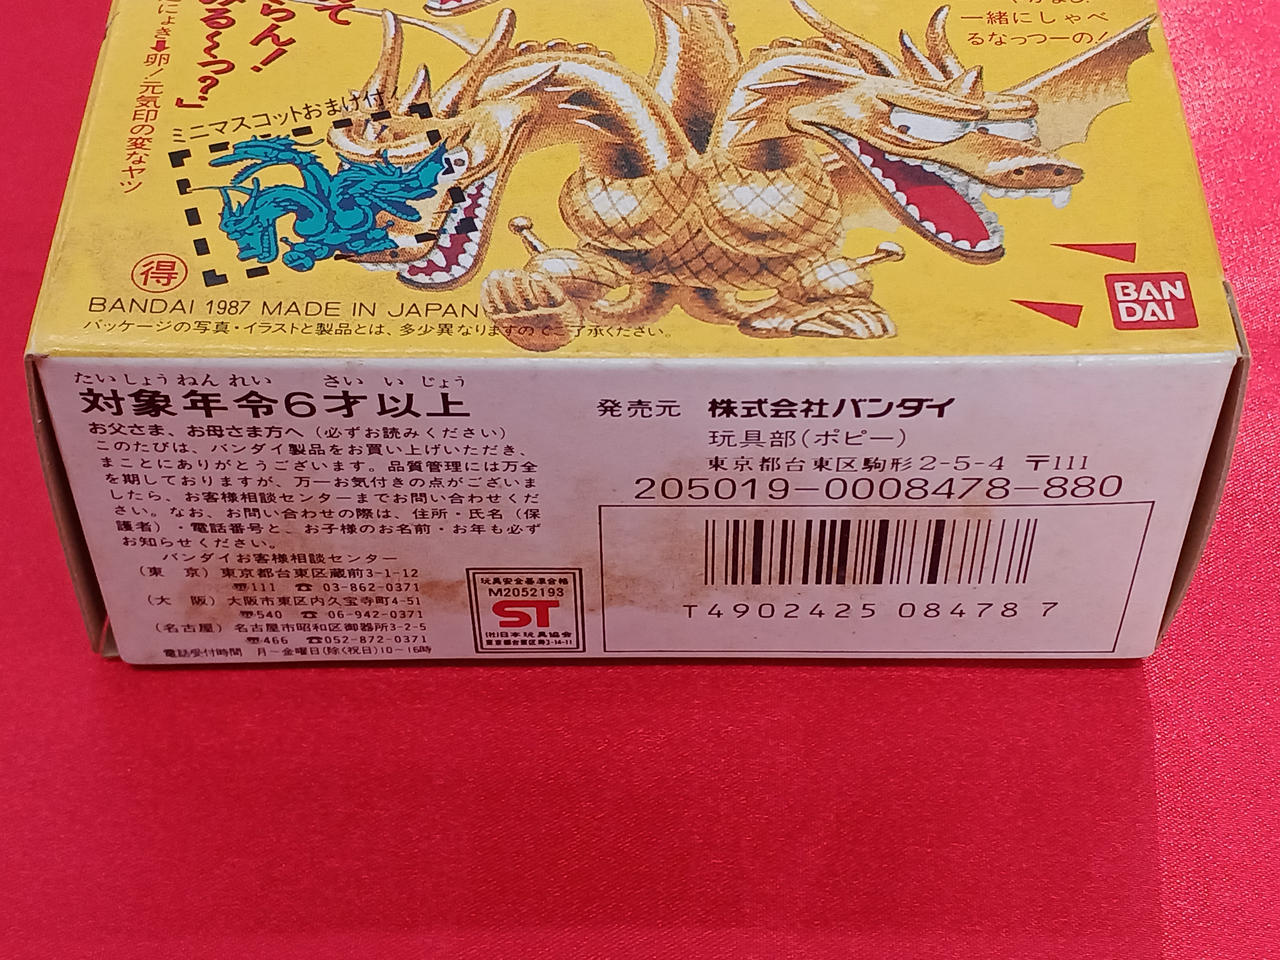 て
らん!
みる〜っ?」
にょき➡卵!元気印の変なヤツ
一緒にしゃべ
るなっつーの!
ミニマスコットおまけ付!
得
BANDAI 1987 MADE IN JAPAN
パッケージの写真・イラストと製品とは、多少異なりますのでご了承ください。
BAN
DAI
たいしょうねんれい さいいじょう
対象年令6才以上
お父さま、お母さま方へ(必ずお読みください)
このたびは、バンダイ製品をお買い上げいただき、
まことにありがとうございます。品質管理には万全
を期しておりますが、万一お気付きの点がございま
したら、お客様相談センターまでお問い合わせくだ
さい。なお、お問い合わせの際は、住所・氏名(保
護者)・電話番号と、お子様のお名前・お年も必ず
お知らせください。
バンダイお客様相談センター
(東 京) 東京都台東区蔵前3-1-12
〒111 ☎03-862-0371
(大 阪) 大阪市東区内久宝寺町4-51
〒540 ☎06-942-0371
(名古屋) 名古屋市昭和区御器所3-2-5
〒466 ☎052-872-0371
電話受付時間 月〜金曜日(除く祝日)10〜16時
玩具安全基準合格
M2052193
ST
(社)日本玩具協会
東京都台東区寿3-14-11
発売元 株式会社バンダイ
玩具部(ポピー)
東京都台東区駒形2-5-4 〒111
205019-0008478-880
T4902425 08478 7